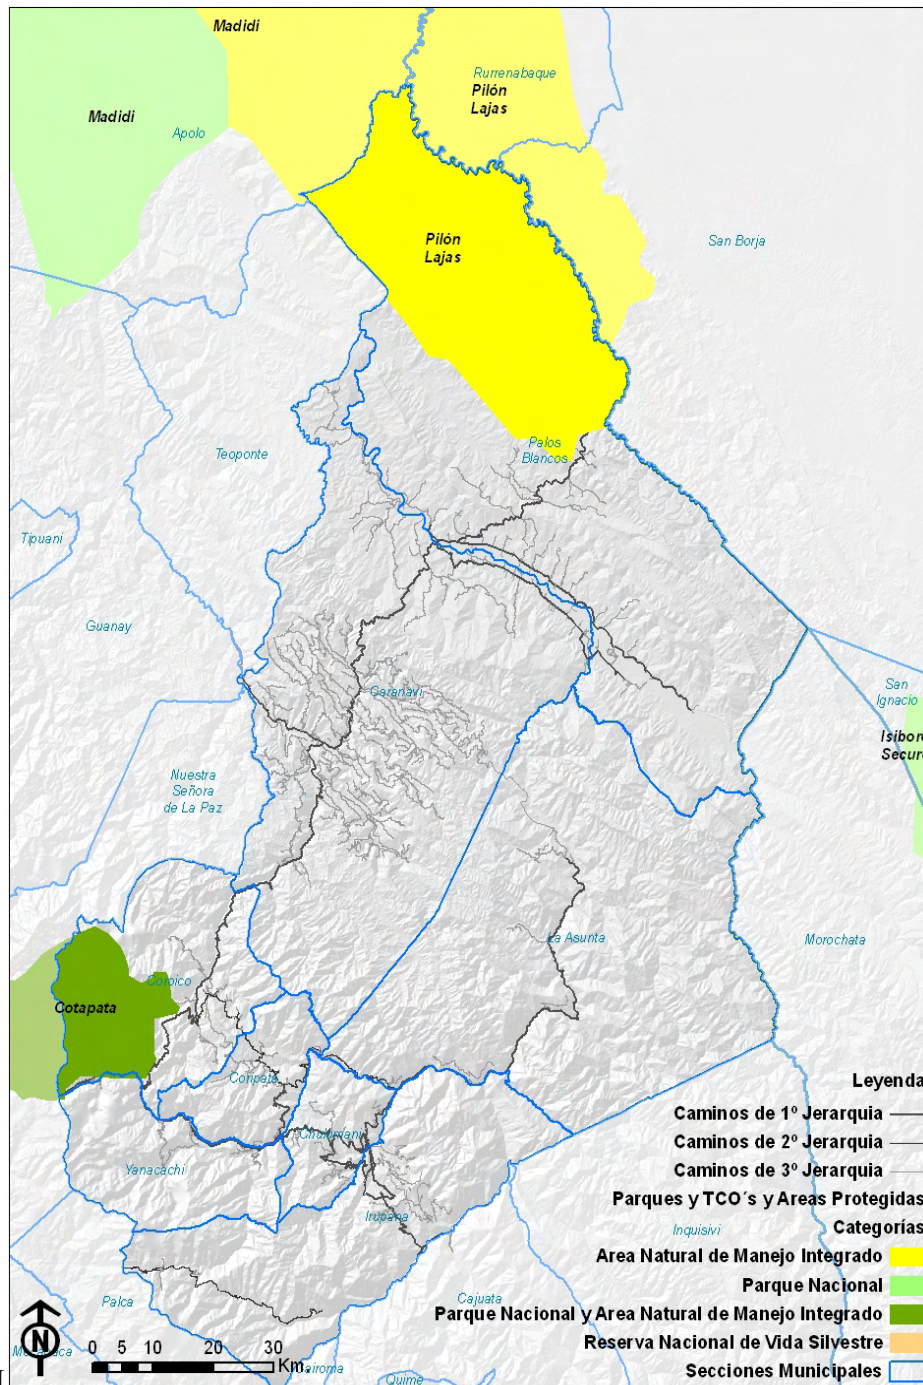 Madidi
Rurrenabaque
Pilón
Lajas
Madidi
Apolo
Pilón
Lajas
San Borja
Palos
Blancos
Teoponte
Tipuani
Guanay
Caranavi
San
Ignacio
Isiboro
Secure
Nuestra
Señora
de La Paz
La Asunta
Morochata
Coroico
Cotapata
Coripata
Chulumani
Yanacachi
Irupana
Inquisivi
Palca
Cajuata
Quime
Leyenda
Caminos de 1º Jerarquia
Caminos de 2º Jerarquia
Caminos de 3º Jerarquia
Parques y TCO´s y Areas Protegidas
Categorías
Area Natural de Manejo Integrado
Parque Nacional
Parque Nacional y Area Natural de Manejo Integrado
Reserva Nacional de Vida Silvestre
Secciones Municipales
N
0 5 10 20 30
Km.